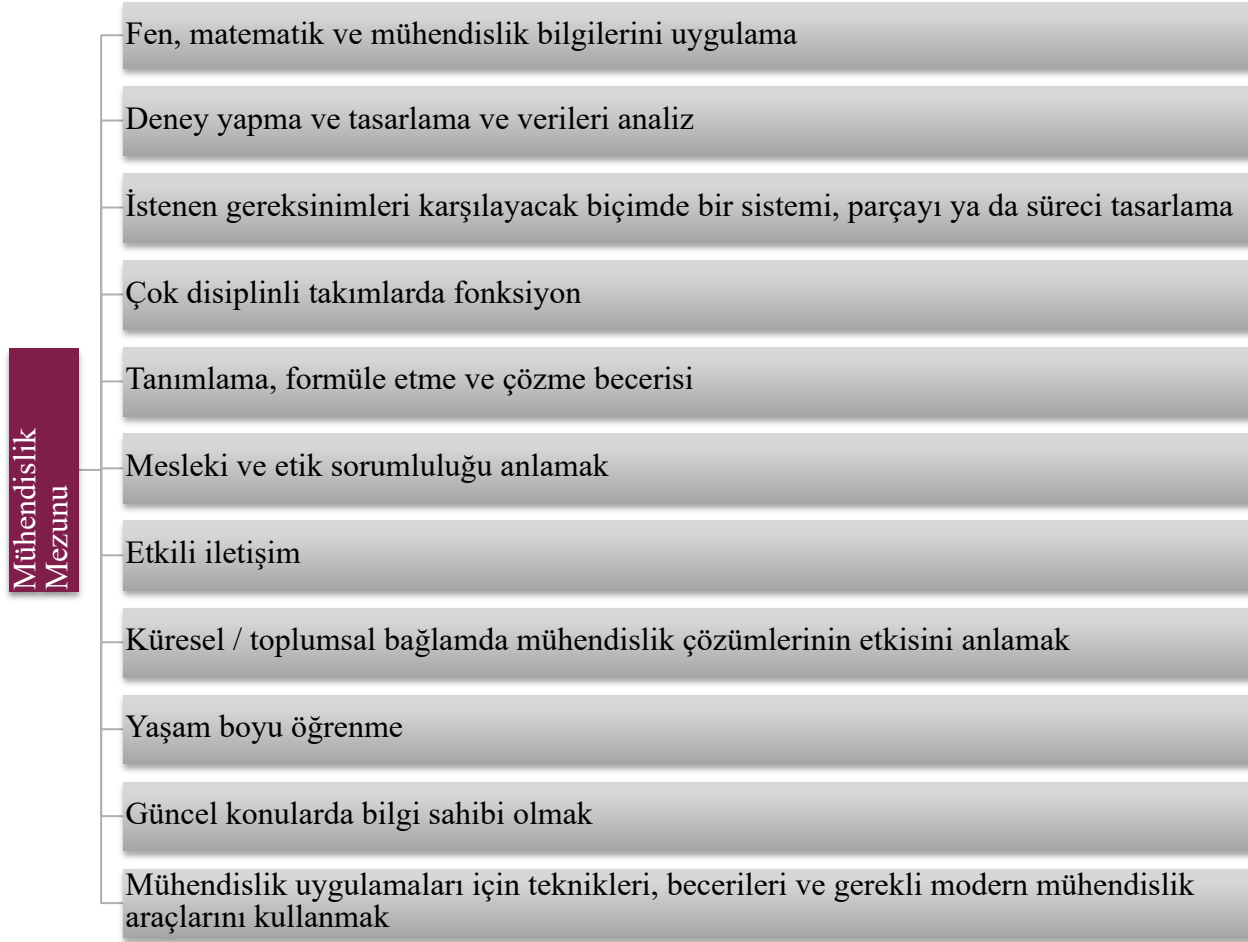 Mühendislik
Mezunu
Fen, matematik ve mühendislik bilgilerini uygulama
Deney yapma ve tasarlama ve verileri analiz
İstenen gereksinimleri karşılayacak biçimde bir sistemi, parçayı ya da süreci tasarlama
Çok disiplinli takımlarda fonksiyon
Tanımlama, formüle etme ve çözme becerisi
Mesleki ve etik sorumluluğu anlamak
Etkili iletişim
Küresel / toplumsal bağlamda mühendislik çözümlerinin etkisini anlamak
Yaşam boyu öğrenme
Güncel konularda bilgi sahibi olmak
Mühendislik uygulamaları için teknikleri, becerileri ve gerekli modern mühendislik
araçlarını kullanmak